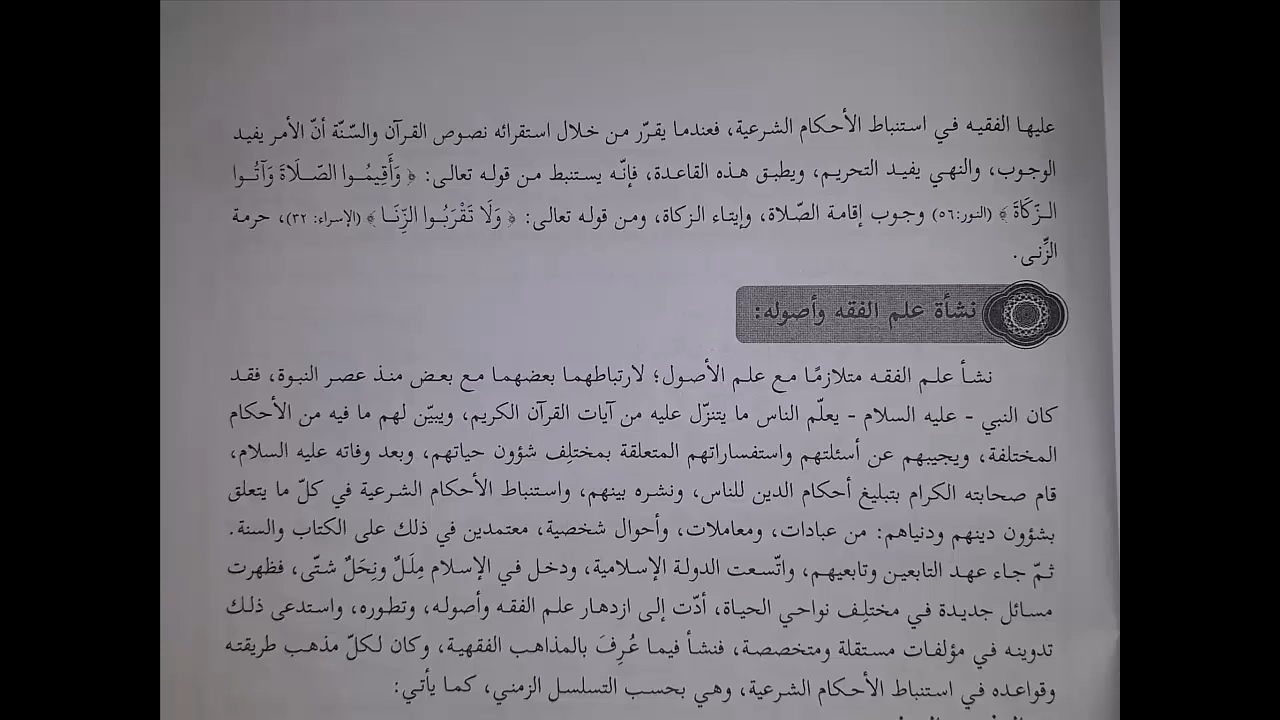 عليها الفقيه في استنباط الأحكام الشرعية، فعندما يقرّر من خلال استقرائه نصوص القرآن والسّنّة أنّ الأمر يفيد
الوجوب، والنهي يفيد التحريم، ويطبق هذه القاعدة، فإنّه يستنبط من قوله تعالى: ﴿ وَأَقِيمُوا الصَّلَاةَ وَآتُوا
الزَّكَاةَ ﴾ (النور:٥٦) وجوب إقامة الصّلاة، وإيتاء الزكاة، ومن قوله تعالى: ﴿ وَلَا تَقْرَبُوا الزِّنَا ﴾ (الإسراء: ٣٢)، حرمة
الزِّنى.
نشأة علم الفقه وأصوله:
نشأ علم الفقه متلازمًا مع علم الأصول؛ لارتباطهما بعضهما مع بعض منذ عصر النبوة، فقد
كان النبي - عليه السلام - يعلّم الناس ما يتنزّل عليه من آيات القرآن الكريم، ويبيّن لهم ما فيه من الأحكام
المختلفة، ويجيبهم عن أسئلتهم واستفساراتهم المتعلقة بمختلِف شؤون حياتهم، وبعد وفاته عليه السلام،
قام صحابته الكرام بتبليغ أحكام الدين للناس، ونشره بينهم، واستنباط الأحكام الشرعية في كلّ ما يتعلق
بشؤون دينهم ودنياهم: من عبادات، ومعاملات، وأحوال شخصية، معتمدين في ذلك على الكتاب والسنة.
ثمّ جاء عهد التابعين وتابعيهم، واتّسعت الدولة الإسلامية، ودخل في الإسلام مِلَلٌ ونِحَلٌ شتّى، فظهرت
مسائل جديدة في مختلِف نواحي الحياة، أدّت إلى ازدهار علم الفقه وأصوله، وتطوره، واستدعى ذلك
تدوينه في مؤلفات مستقلة ومتخصصة، فنشأ فيما عُرِفَ بالمذاهب الفقهية، وكان لكلّ مذهب طريقته
وقواعده في استنباط الأحكام الشرعية، وهي بحسب التسلسل الزمني، كما يأتي: